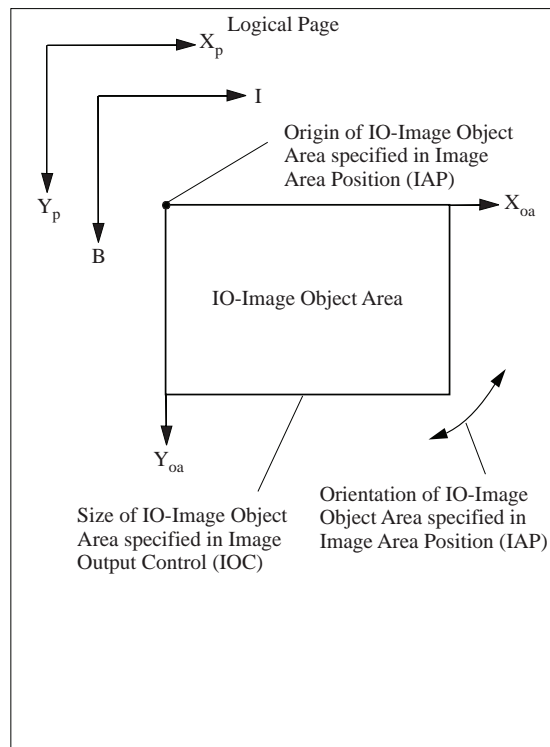 Logical Page
Xp
I
Origin of IO-Image Object
Area specified in Image
Area Position (IAP)
Yp
Xoa
B
IO-Image Object Area
Yoa
Size of IO-Image Object
Area specified in Image
Output Control (IOC)
Orientation of IO-Image
Object Area specified in
Image Area Position (IAP)